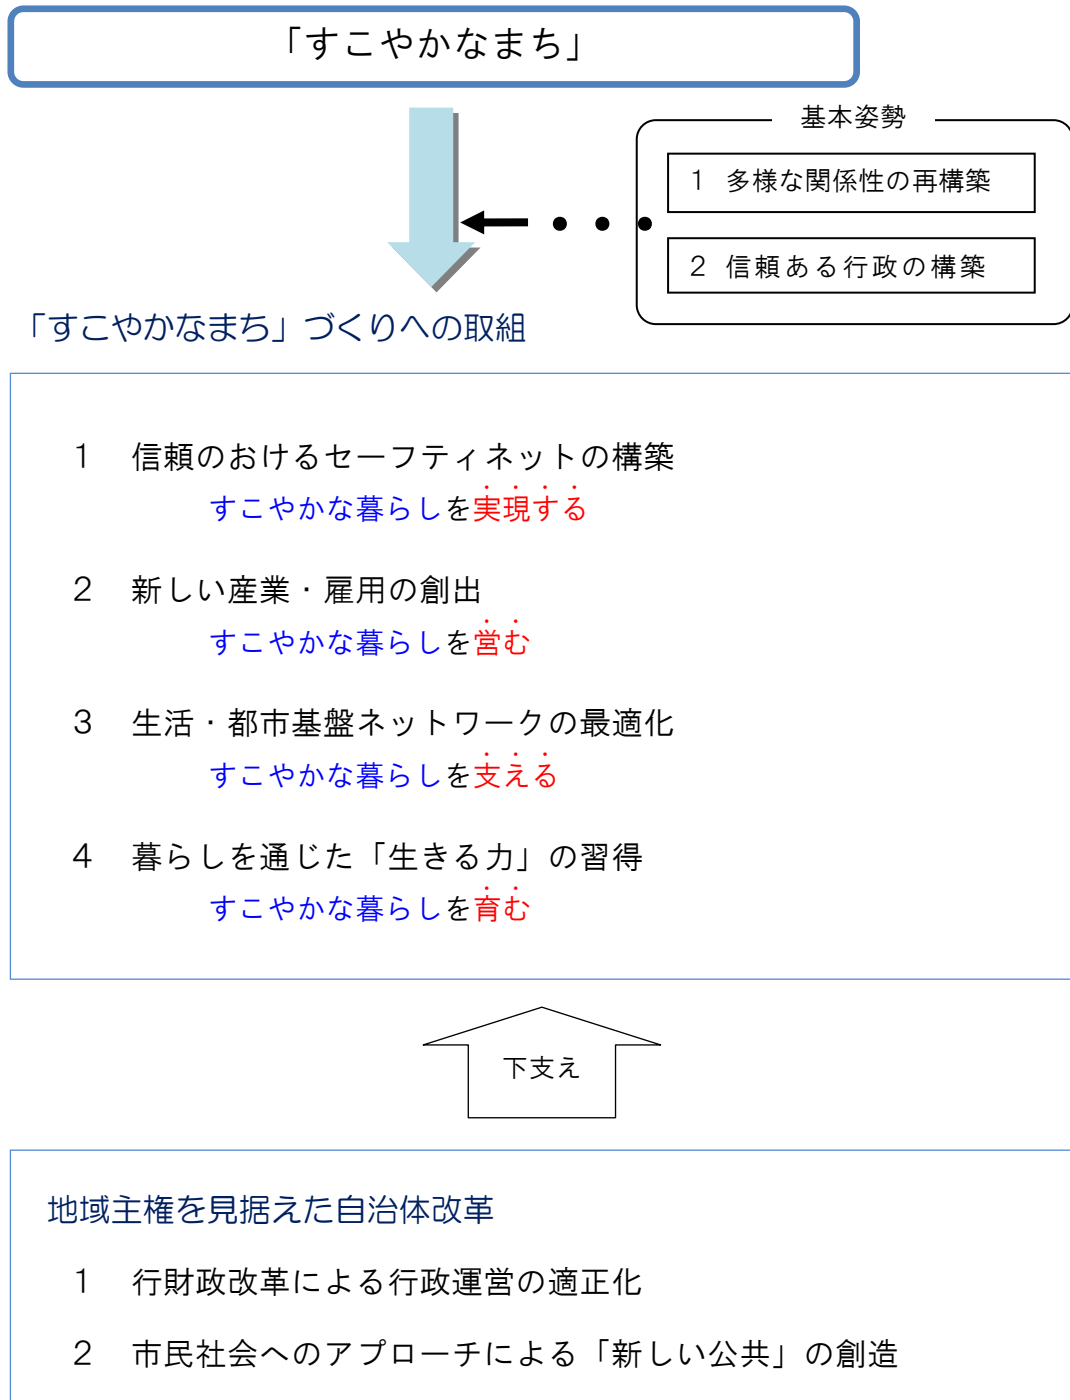 「すこやかなまち」
基本姿勢
1 多様な関係性の再構築
2 信頼ある行政の構築
「すこやかなまち」づくりへの取組
1 信頼のおけるセーフティネットの構築
すこやかな暮らしを実現する
2 新しい産業・雇用の創出
すこやかな暮らしを営む
3 生活・都市基盤ネットワークの最適化
すこやかな暮らしを支える
4 暮らしを通じた「生きる力」の習得
すこやかな暮らしを育む
下支え
地域主権を見据えた自治体改革
1 行財政改革による行政運営の適正化
2 市民社会へのアプローチによる「新しい公共」の創造